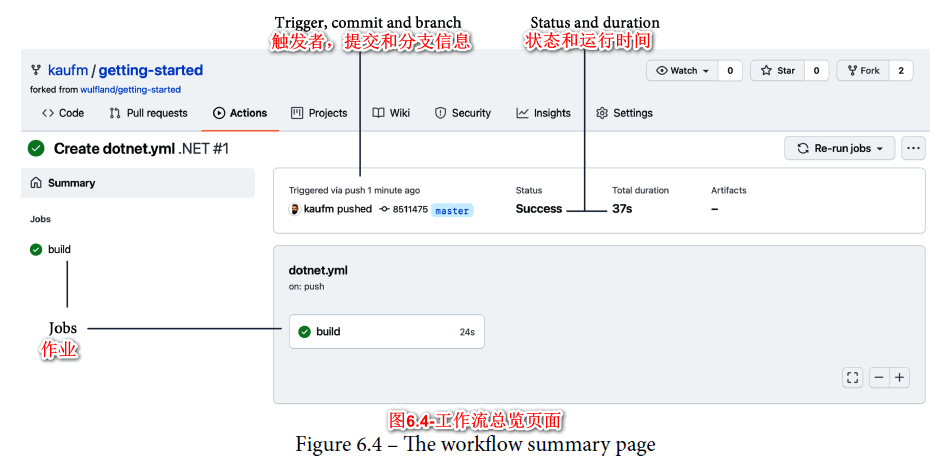 Trigger, commit and branch
触发者，提交和分支信息
Status and duration
状态和运行时间
kaufm / getting-started
forked from wulfland/getting-started
Watch 0 Star 0 Fork 2
Code Pull requests Actions Projects Wiki Security Insights Settings
Create dotnet.yml .NET #1
Re-run jobs ...
Summary
Jobs
build
Triggered via push 1 minute ago
kaufm pushed 8511475 master
Status
Success
Total duration
37s
Artifacts
–
dotnet.yml
on: push
build 24s
Jobs
作业
图6.4-工作流总览页面
Figure 6.4 – The workflow summary page